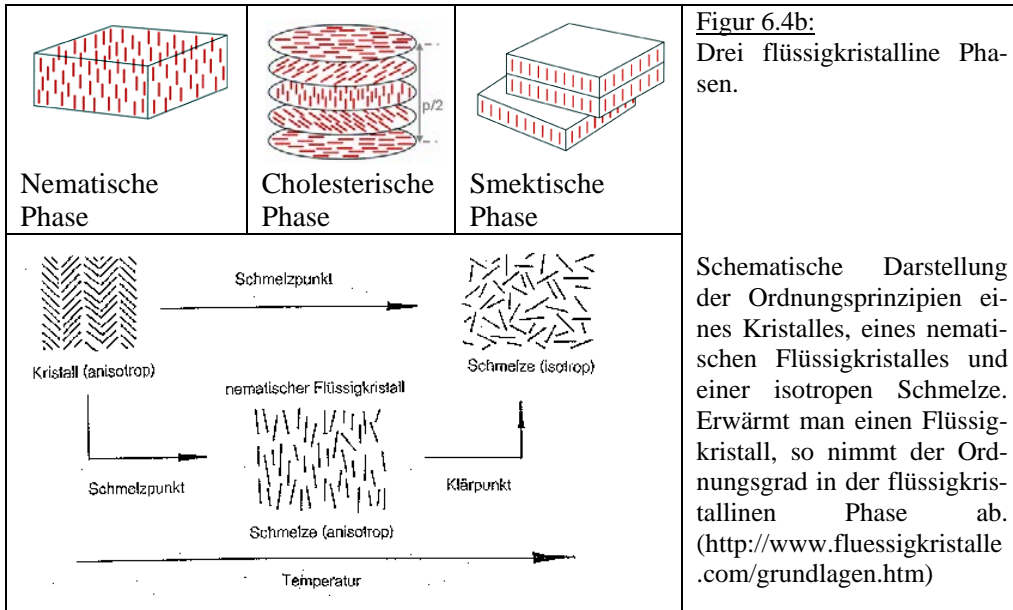 Nematische
Phase
p/2
Cholesterische
Phase
Smektische
Phase
Figur 6.4b:
Drei flüssigkristalline Pha-
sen.
Schmelzpunkt
Kristall (anisotrop)
Schmelze (isotrop)
nematischer Flüssigkristall
Schmelzpunkt
Klärpunkt
Schmelze (anisotrop)
Temperatur
Schematische Darstellung
der Ordnungsprinzipien ei-
nes Kristalles, eines nemati-
schen Flüssigkristalles und
einer isotropen Schmelze.
Erwärmt man einen Flüssig-
kristall, so nimmt der Ord-
nungsgrad in der flüssigkris-
tallinen Phase ab.
(http://www.fluessigkristalle
.com/grundlagen.htm)